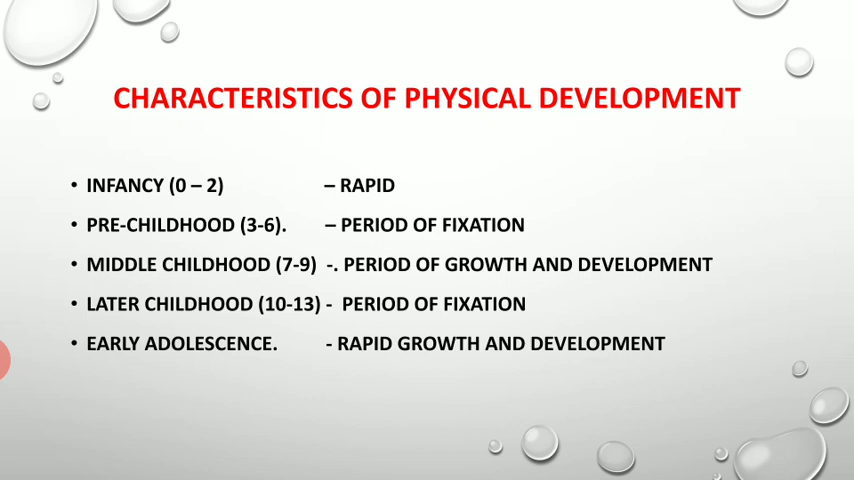 CHARACTERISTICS OF PHYSICAL DEVELOPMENT
• INFANCY (0 – 2) – RAPID
• PRE-CHILDHOOD (3-6). – PERIOD OF FIXATION
• MIDDLE CHILDHOOD (7-9) -. PERIOD OF GROWTH AND DEVELOPMENT
• LATER CHILDHOOD (10-13) - PERIOD OF FIXATION
• EARLY ADOLESCENCE. - RAPID GROWTH AND DEVELOPMENT